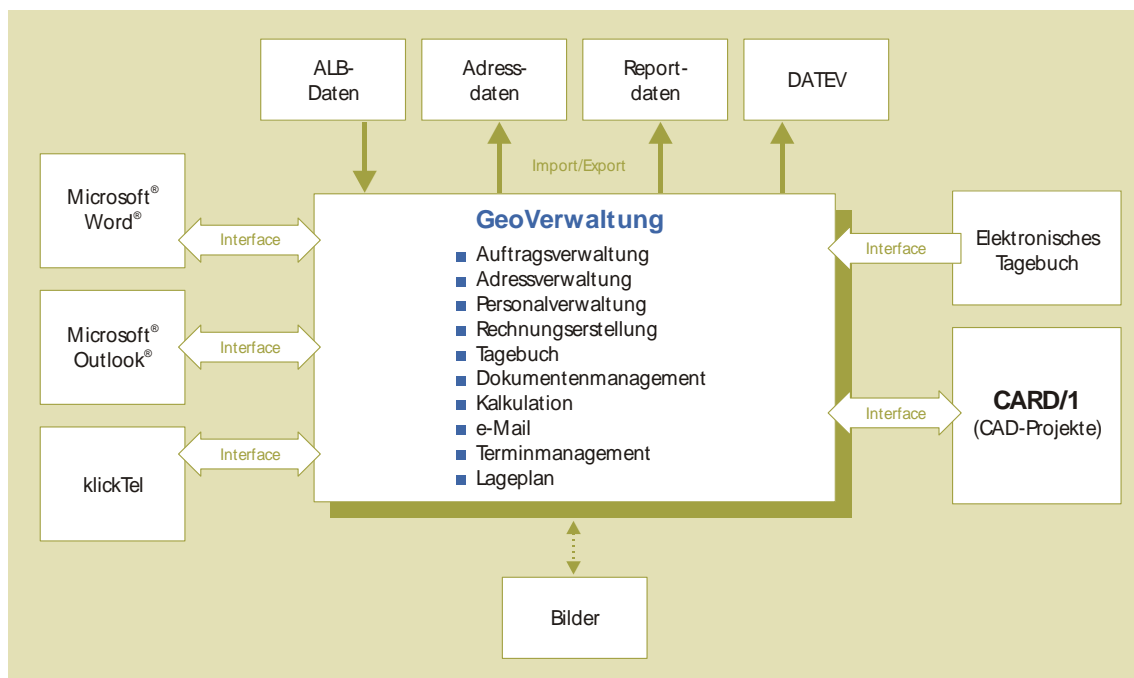 ALB-
Daten
Adress-
daten
Report-
daten
DATEV
Import/Export
Microsoft®
Word®
Interface
Microsoft®
Outlook®
Interface
klickTel
Interface
GeoVerwaltung
Auftragsverwaltung
Adressverwaltung
Personalverwaltung
Rechnungserstellung
Tagebuch
Dokumentenmanagement
Kalkulation
e-Mail
Terminmanagement
Lageplan
Interface
Elektronisches
Tagebuch
Interface
CARD/1
(CAD-Projekte)
Bilder